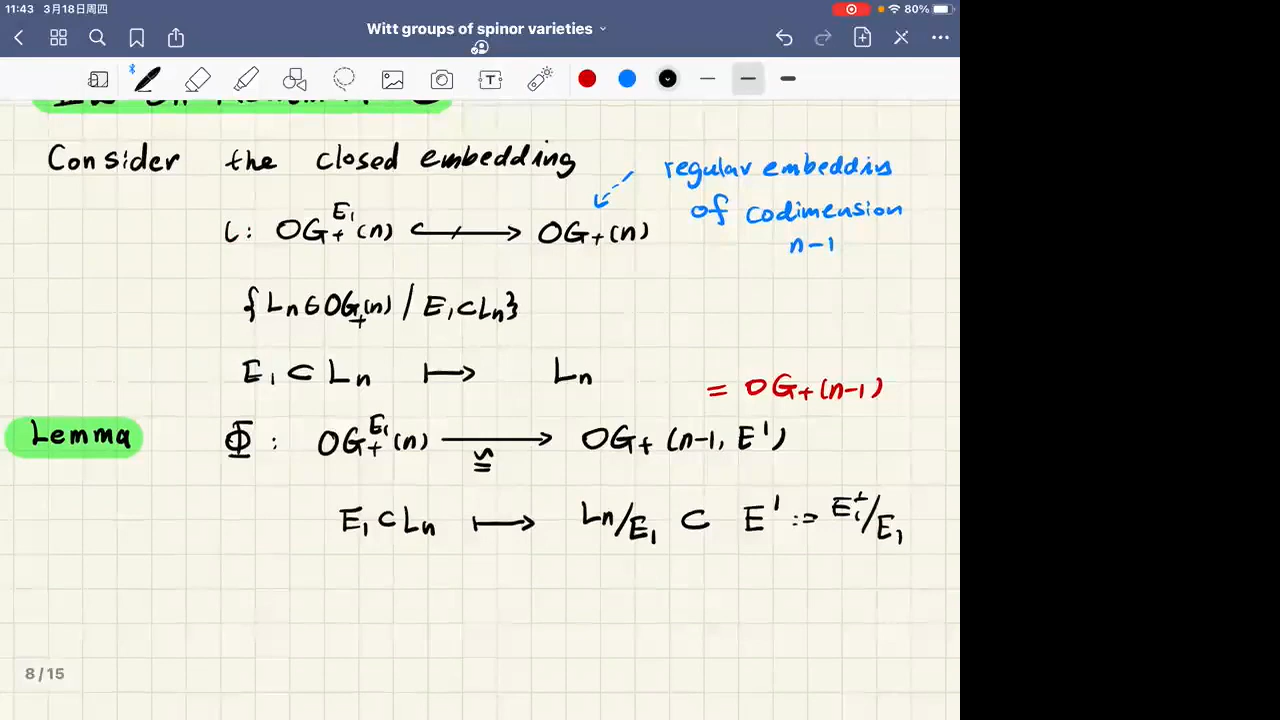 11:43 3月18日周四
80%
Witt groups of spinor varieties
Consider the closed embedding
regular embedding
of codimension
n-1
ι: OG₊^{E₁}(n) ↪ OG₊(n)
{Ln ∈ OG₊(n) / E₁ ⊂ Ln}
E₁ ⊂ Ln ↦ Ln
= OG₊(n-1)
Lemma Φ: OG₊^{E₁}(n) ⟶ ≅ OG₊(n-1, E')
E₁ ⊂ Ln ↦ Ln/E₁ ⊂ E' := E₁^⊥/E₁
8/15